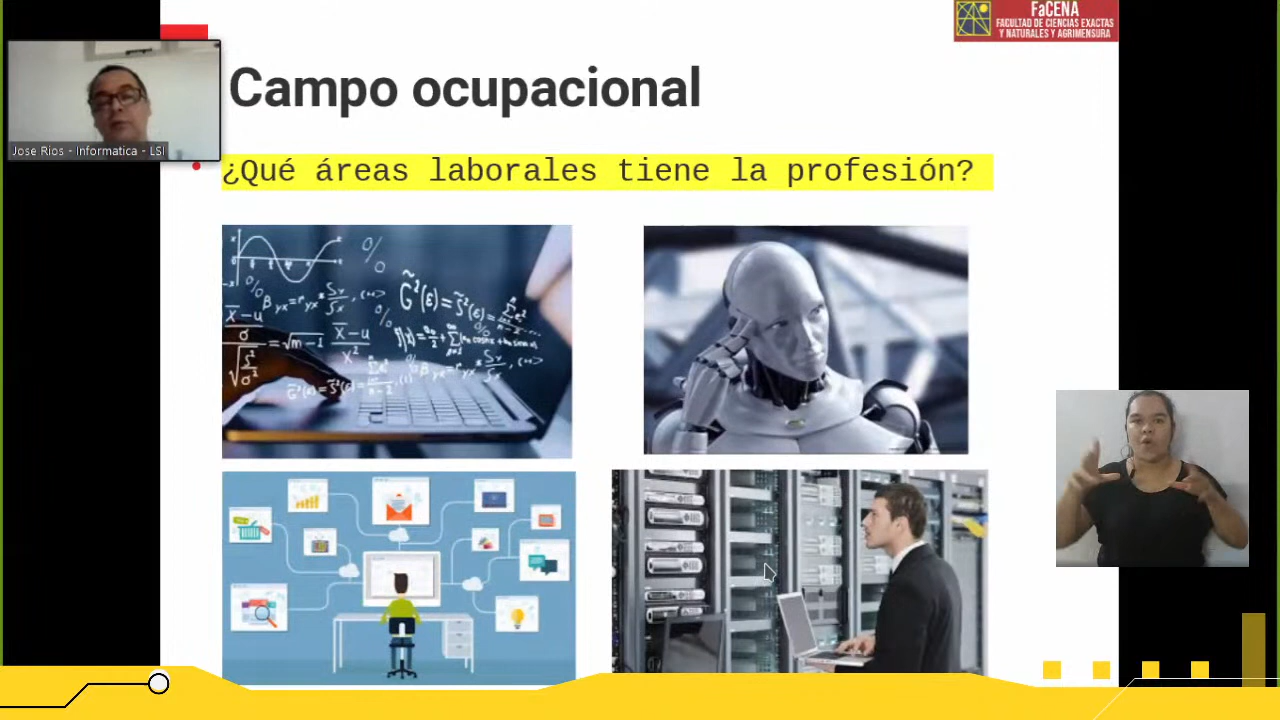 FaCENA
FACULTAD DE CIENCIAS EXACTAS
Y NATURALES Y AGRIMENSURA
Campo ocupacional
Jose Rios - Informatica - LSI
¿Qué áreas laborales tiene la profesión?